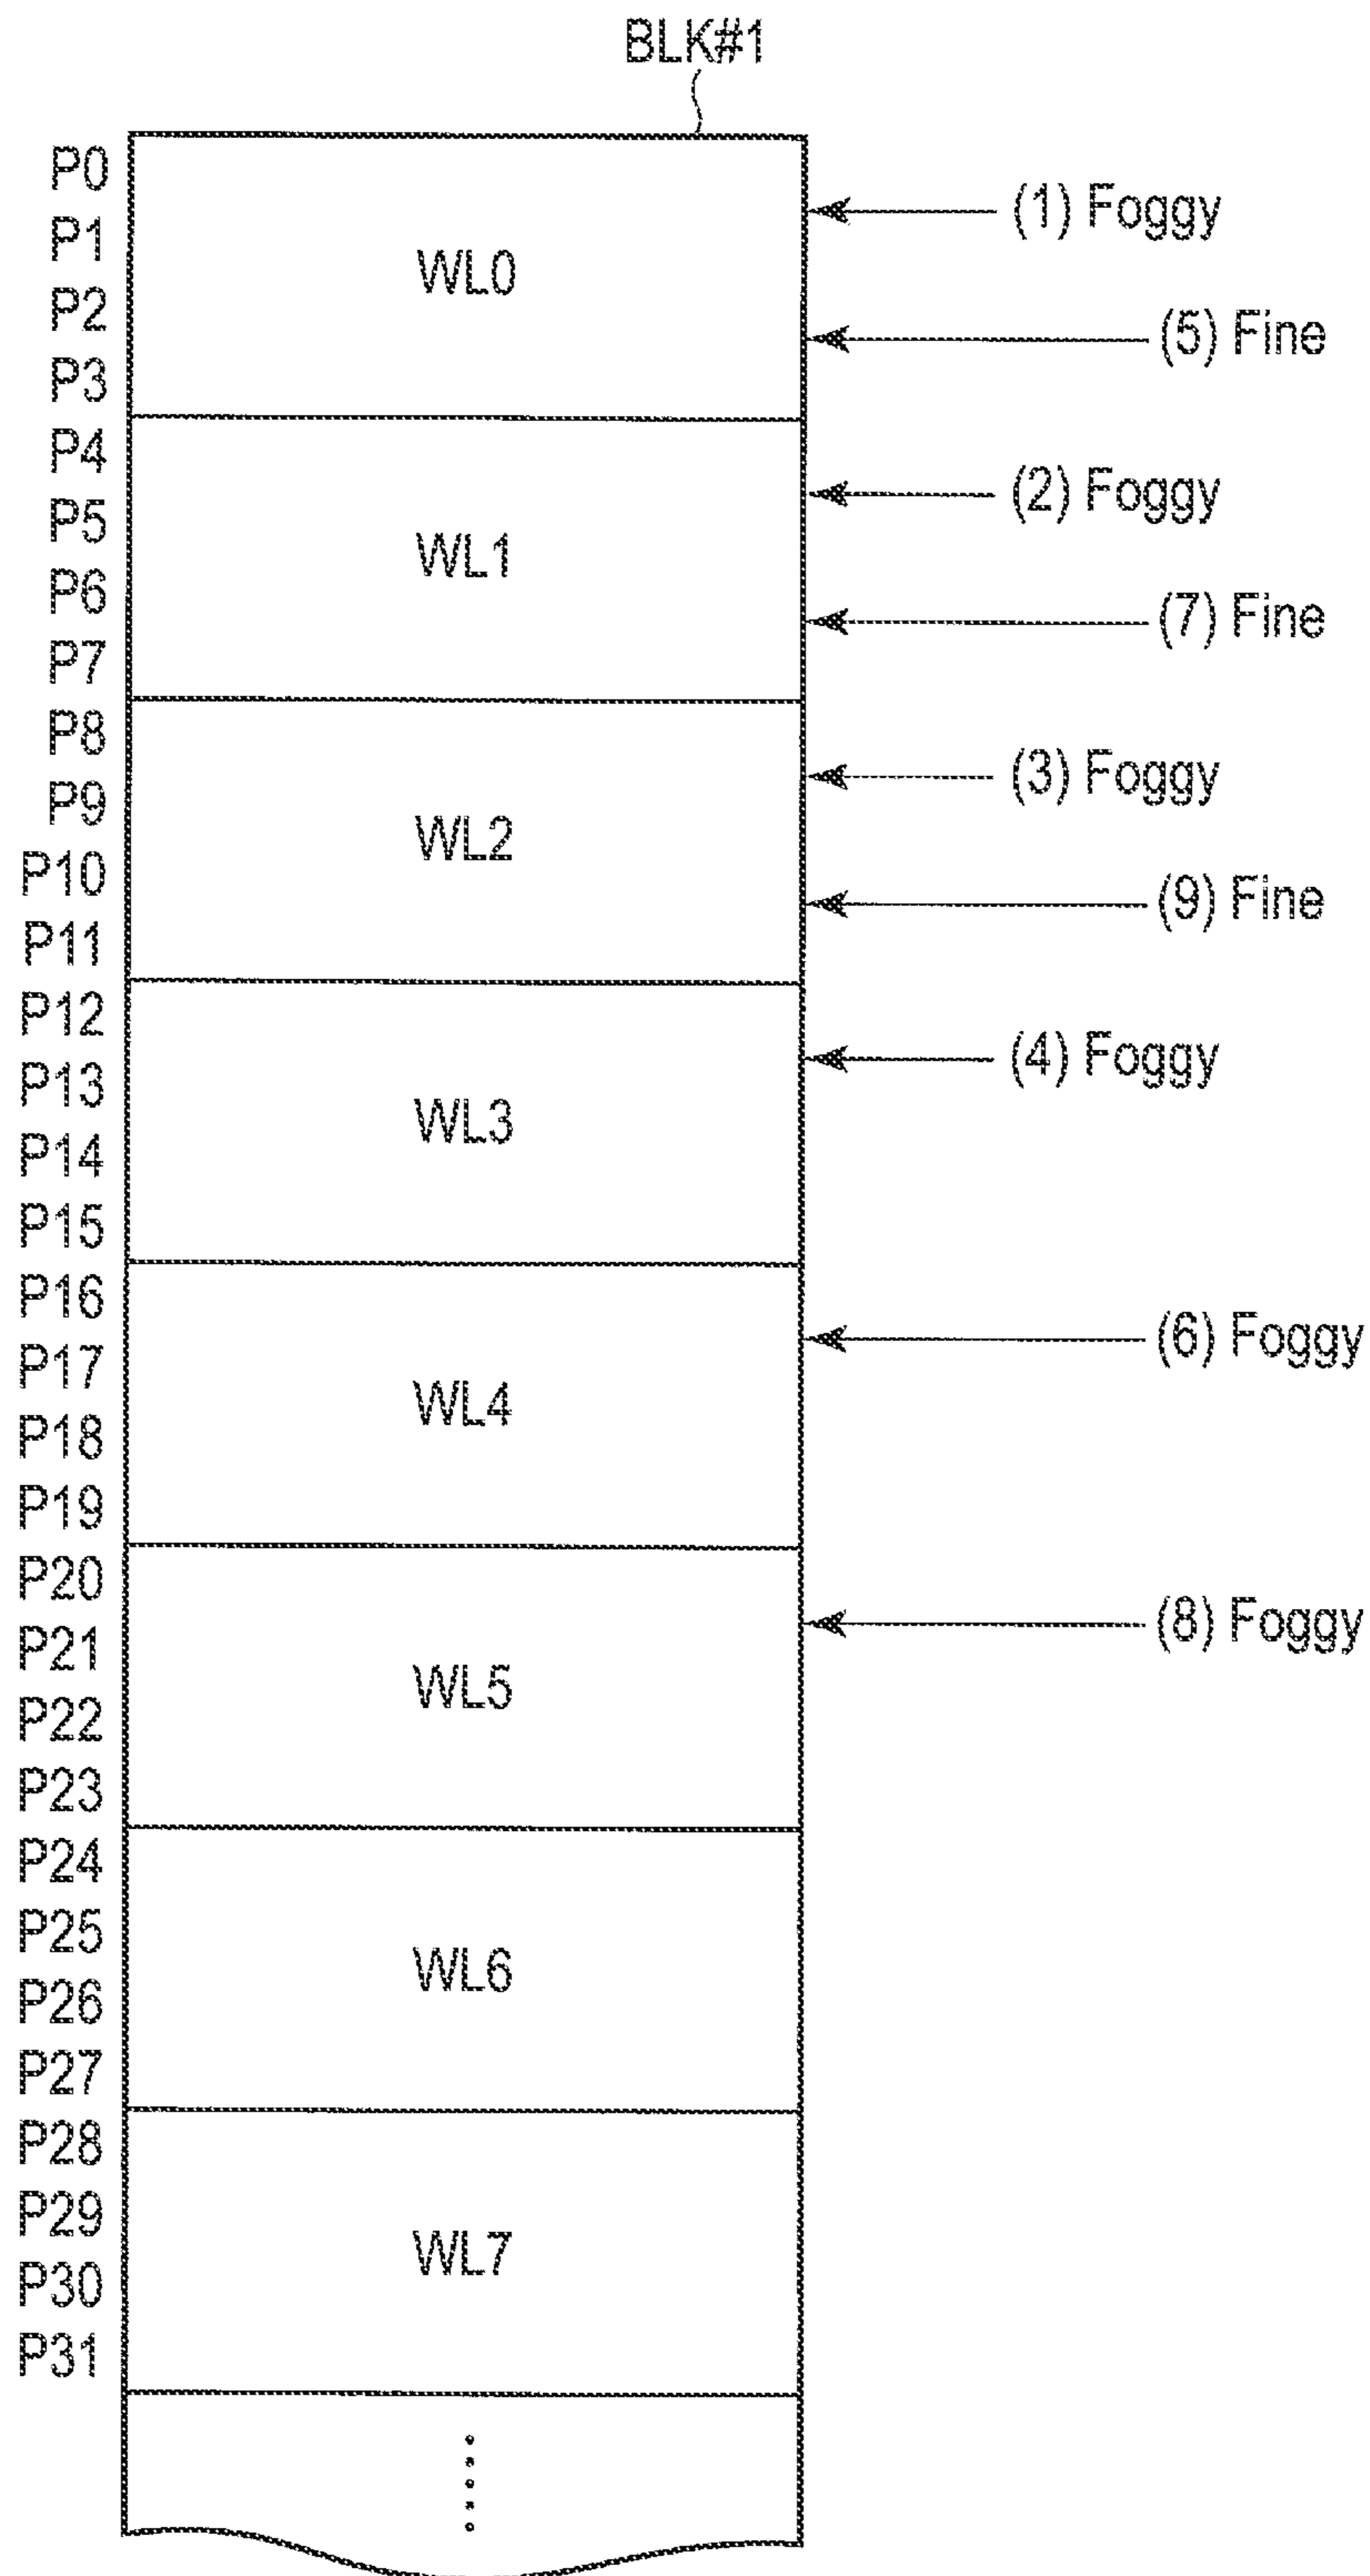 BLK#1
P0
(1) Foggy
P1
WL0
P2
(5) Fine
P3
P4
(2) Foggy
P5
WL1
P6
(7) Fine
P7
P8
(3) Foggy
P9
WL2
P10
(9) Fine
P11
P12
(4) Foggy
P13
WL3
P14
P15
P16
(6) Foggy
P17
WL4
P18
P19
P20
(8) Foggy
P21
WL5
P22
P23
P24
P25
WL6
P26
P27
P28
P29
WL7
P30
P31